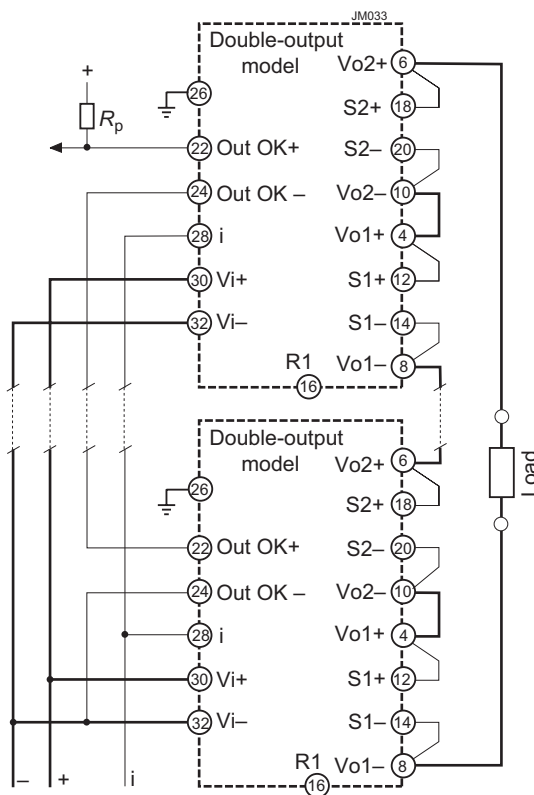 JM033
Double-output
model
Vo2+ 6
26
+
S2+ 18
Rp
22 Out OK+
S2– 20
24 Out OK –
Vo2– 10
28 i
Vo1+ 4
30 Vi+
S1+ 12
32 Vi–
S1– 14
R1
16
Vo1– 8
Double-output
model
Vo2+ 6
26
S2+ 18
Load
22 Out OK+
S2– 20
24 Out OK –
Vo2– 10
28 i
Vo1+ 4
30 Vi+
S1+ 12
32 Vi–
S1– 14
R1
16
Vo1– 8
– + i